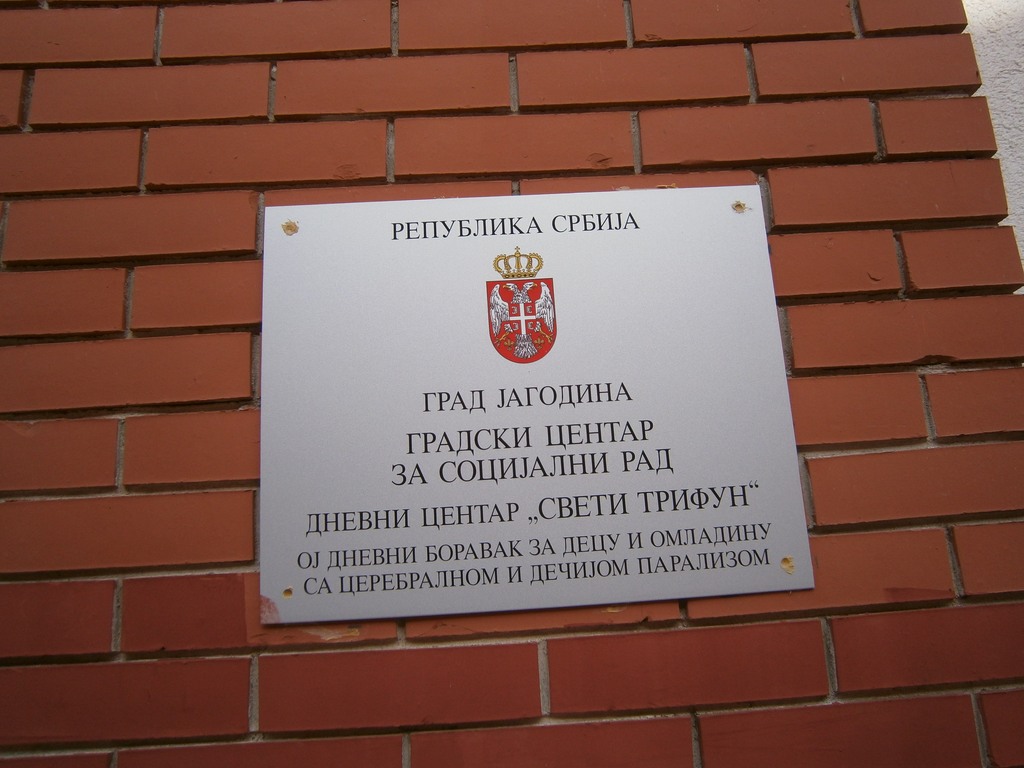 РЕПУБЛИКА СРБИЈА
ГРАД ЈАГОДИНА
ГРАДСКИ ЦЕНТАР
ЗА СОЦИЈАЛНИ РАД
ДНЕВНИ ЦЕНТАР „СВЕТИ ТРИФУН“
ОЈ ДНЕВНИ БОРАВАК ЗА ДЕЦУ И ОМЛАДИНУ
СА ЦЕРЕБРАЛНОМ И ДЕЧИЈОМ ПАРАЛИЗОМ